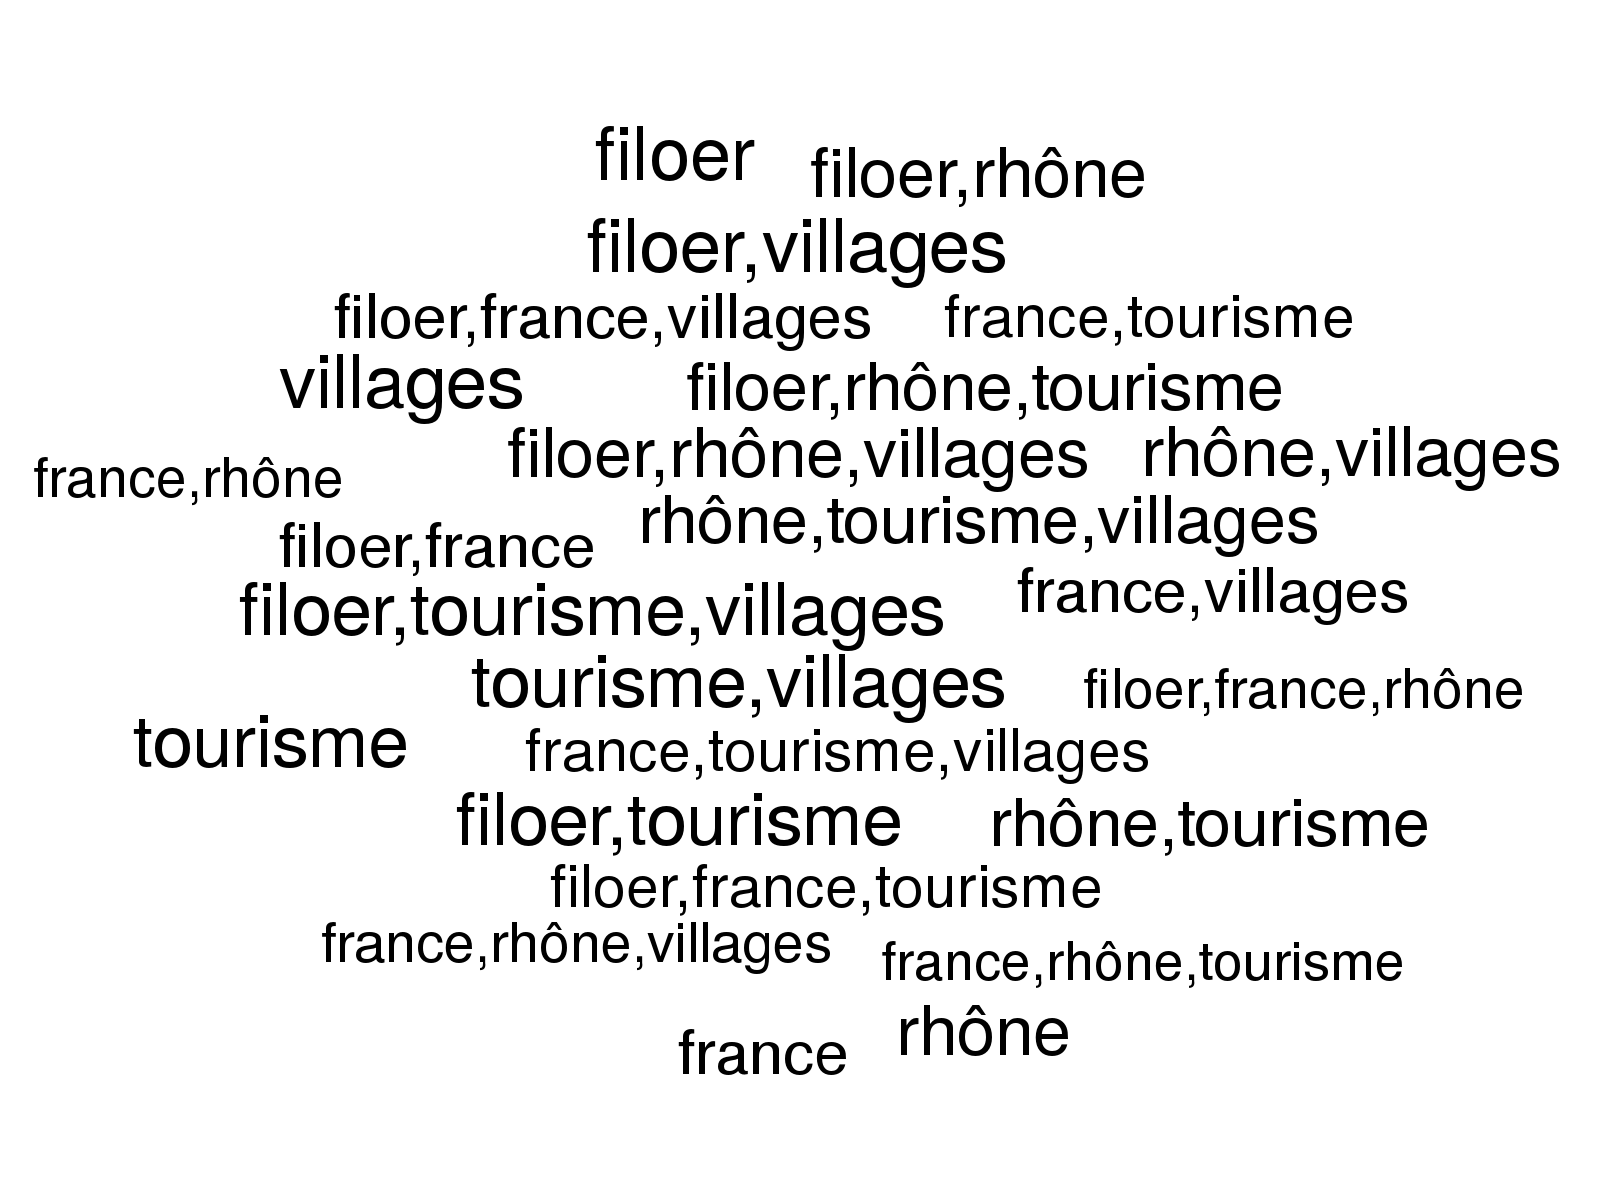 filoer filoer,rhône
filoer,villages
filoer,france,villages france,tourisme
villages filoer,rhône,tourisme
filoer,rhône,villages rhône,villages
france,rhône
rhône,tourisme,villages
filoer,france
france,villages
filoer,tourisme,villages
tourisme,villages filoer,france,rhône
tourisme france,tourisme,villages
filoer,tourisme rhône,tourisme
filoer,france,tourisme
france,rhône,villages france,rhône,tourisme
france rhône